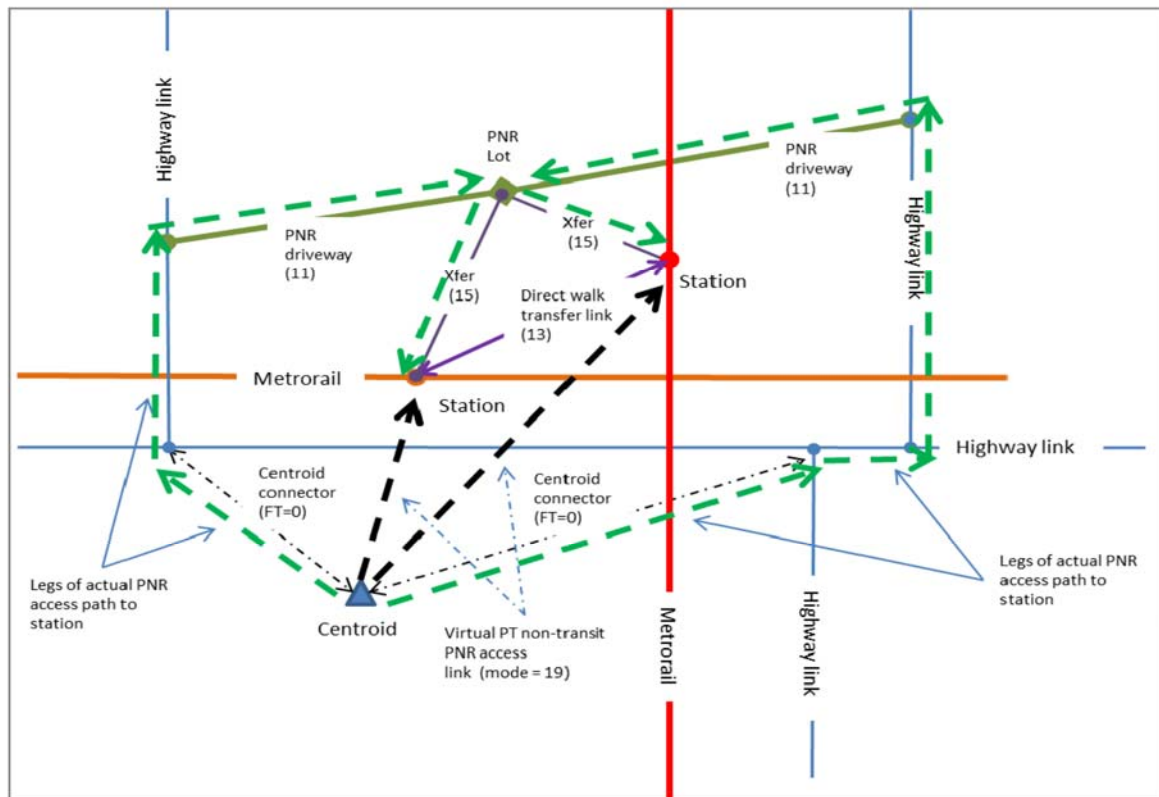 Highway link
PNR
Lot
PNR
driveway
(11)
Xfer
(15)
Highway link
PNR
driveway
(11)
Xfer
(15)
Station
Direct walk
transfer link
(13)
Metrorail
Station
Highway link
Centroid
connector
(FT=0)
Centroid
connector
(FT=0)
Legs of actual PNR
access path to
station
Legs of actual PNR
access path to
station
Centroid
Virtual PT non-transit
PNR access
link (mode = 19)
Metrorail
Highway link